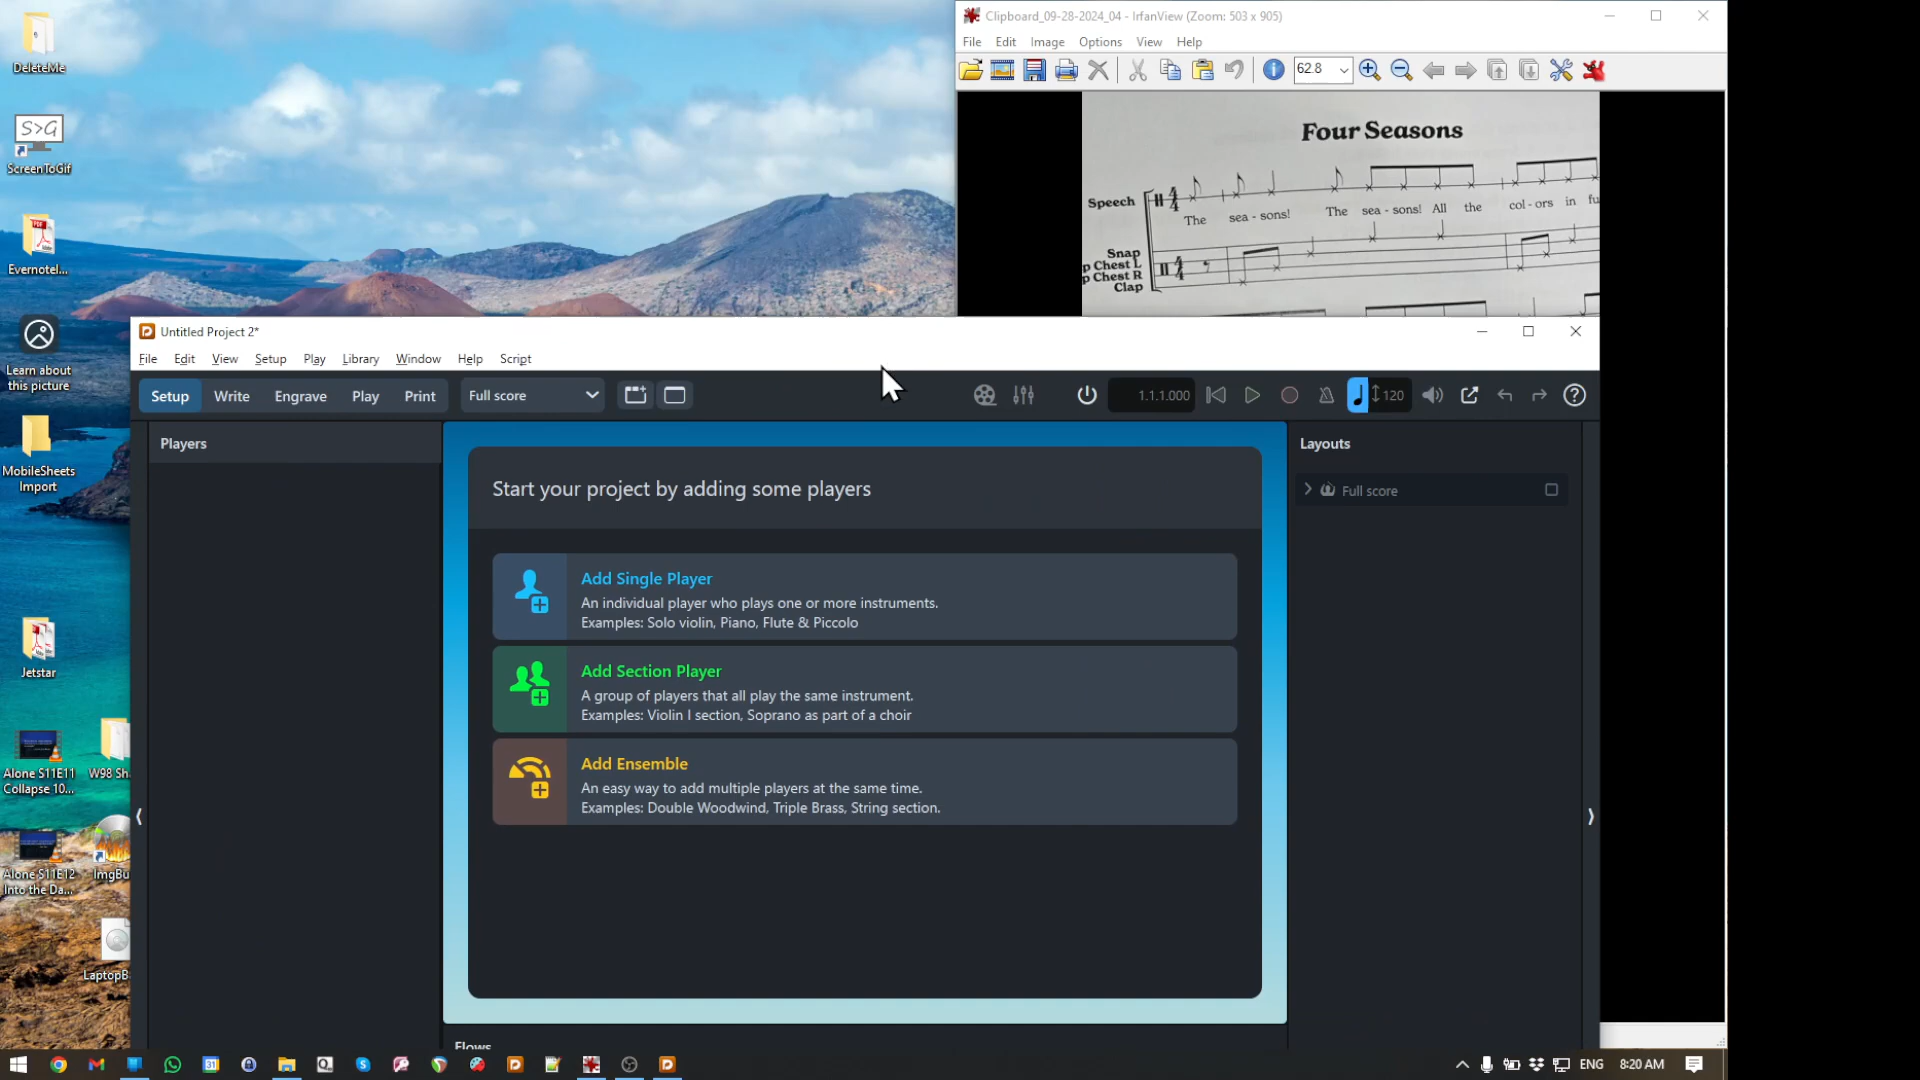 DeleteMe
S>G
ScreenToGif
PDF
Evernotel...
Learn about
this picture
MobileSheets
Import
Jetstar
Alone S11E11
Collapse 10...
W98 Sh
Alone S11E12
Into the Da...
ImgBu
LaptopB
Clipboard_09-28-2024_04 - IrfanView (Zoom: 503 x 905)
File Edit Image Options View Help
62.8
Four Seasons
Speech
The sea - sons! The sea - sons! All the col - ors in fu
Snap
p Chest L
p Chest R
Clap
Untitled Project 2*
File Edit View Setup Play Library Window Help Script
Setup Write Engrave Play Print Full score 1.1.1.000 120
Players
Start your project by adding some players
Add Single Player
An individual player who plays one or more instruments.
Examples: Solo violin, Piano, Flute & Piccolo
Add Section Player
A group of players that all play the same instrument.
Examples: Violin I section, Soprano as part of a choir
Add Ensemble
An easy way to add multiple players at the same time.
Examples: Double Woodwind, Triple Brass, String section.
Layouts
Full score
Flows
ENG 8:20 AM